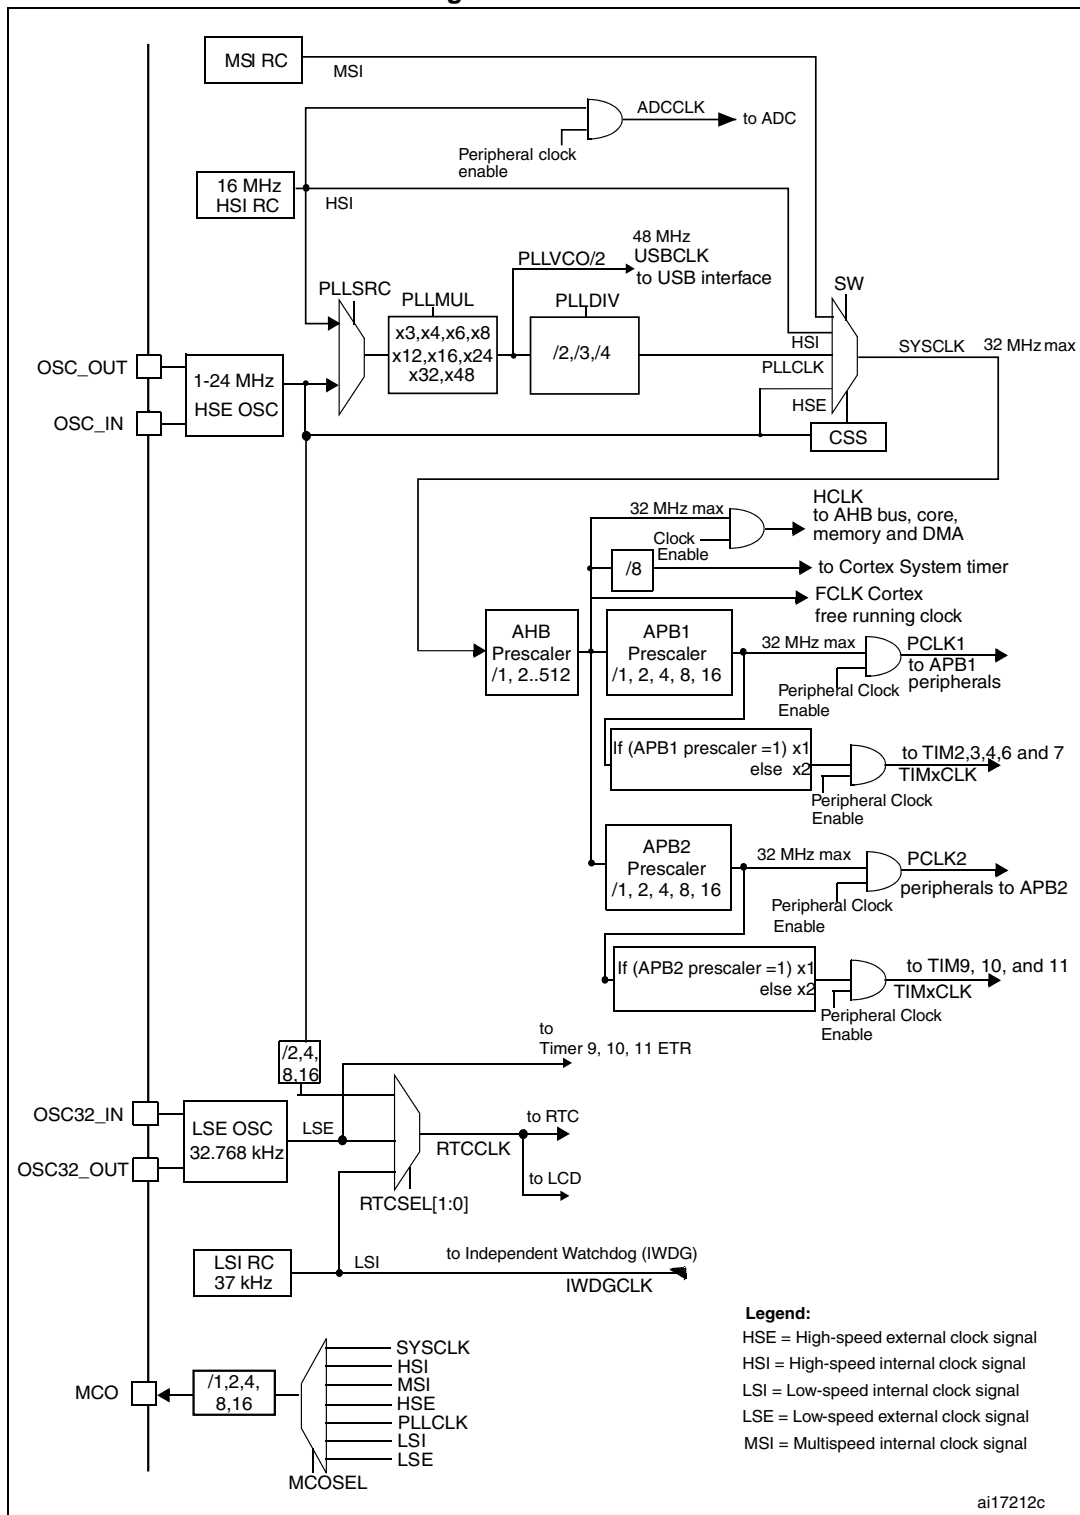 MSI RC
MSI
ADCCLK
to ADC
Peripheral clock
enable
16 MHz
HSI RC
HSI
48 MHz
USBCLK
to USB interface
PLLVCO/2
PLLSRC
PLLMUL
PLLDIV
SW
x3,x4,x6,x8
x12,x16,x24
x32,x48
/2,/3,/4
HSI
PLLCLK
HSE
SYSCLK
32 MHz max
OSC_OUT
OSC_IN
1-24 MHz
HSE OSC
CSS
HCLK
to AHB bus, core,
memory and DMA
32 MHz max
Clock
Enable
/8
to Cortex System timer
FCLK Cortex
free running clock
AHB
Prescaler
/1, 2..512
APB1
Prescaler
/1, 2, 4, 8, 16
32 MHz max
PCLK1
to APB1
peripherals
Peripheral Clock
Enable
If (APB1 prescaler =1) x1
else x2
to TIM2,3,4,6 and 7
TIMxCLK
Peripheral Clock
Enable
APB2
Prescaler
/1, 2, 4, 8, 16
32 MHz max
PCLK2
peripherals to APB2
Peripheral Clock
Enable
If (APB2 prescaler =1) x1
else x2
to TIM9, 10, and 11
TIMxCLK
Peripheral Clock
Enable
/2,4,
8,16
to
Timer 9, 10, 11 ETR
OSC32_IN
OSC32_OUT
LSE OSC
32.768 kHz
LSE
to RTC
RTCCLK
to LCD
RTCSEL[1:0]
LSI RC
37 kHz
LSI
to Independent Watchdog (IWDG)
IWDGCLK
MCO
/1,2,4,
8,16
SYSCLK
HSI
MSI
HSE
PLLCLK
LSI
LSE
MCOSEL
Legend:
HSE = High-speed external clock signal
HSI = High-speed internal clock signal
LSI = Low-speed internal clock signal
LSE = Low-speed external clock signal
MSI = Multispeed internal clock signal
ai17212c